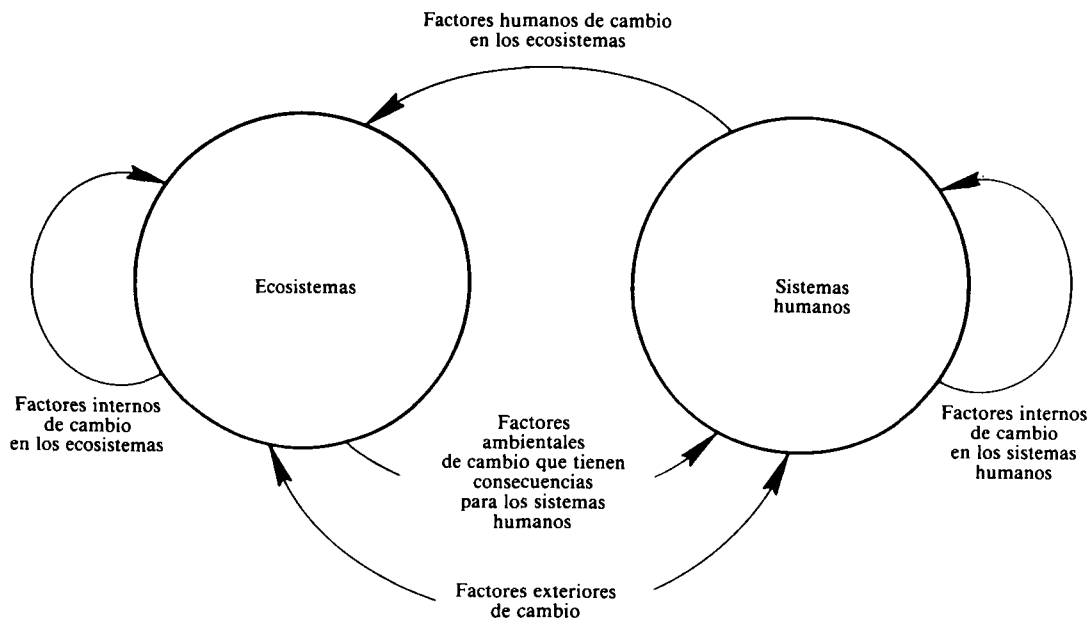 Factores humanos de cambio
en los ecosistemas
Ecosistemas
Sistemas
humanos
Factores internos
de cambio
en los ecosistemas
Factores
ambientales
de cambio que tienen
consecuencias
para los sistemas
humanos
Factores internos
de cambio
en los sistemas
humanos
Factores exteriores
de cambio